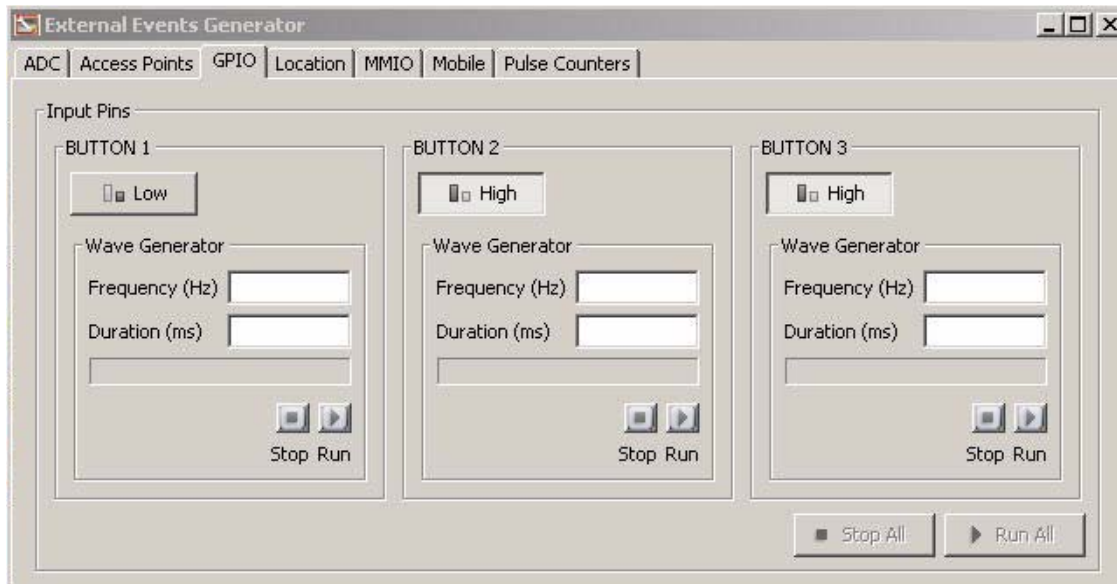 External Events Generator
ADC Access Points GPIO Location MMIO Mobile Pulse Counters
Input Pins
BUTTON 1 BUTTON 2 BUTTON 3
Low High High
Wave Generator Wave Generator Wave Generator
Frequency (Hz) Frequency (Hz) Frequency (Hz)
Duration (ms) Duration (ms) Duration (ms)
Stop Run Stop Run Stop Run
Stop All Run All